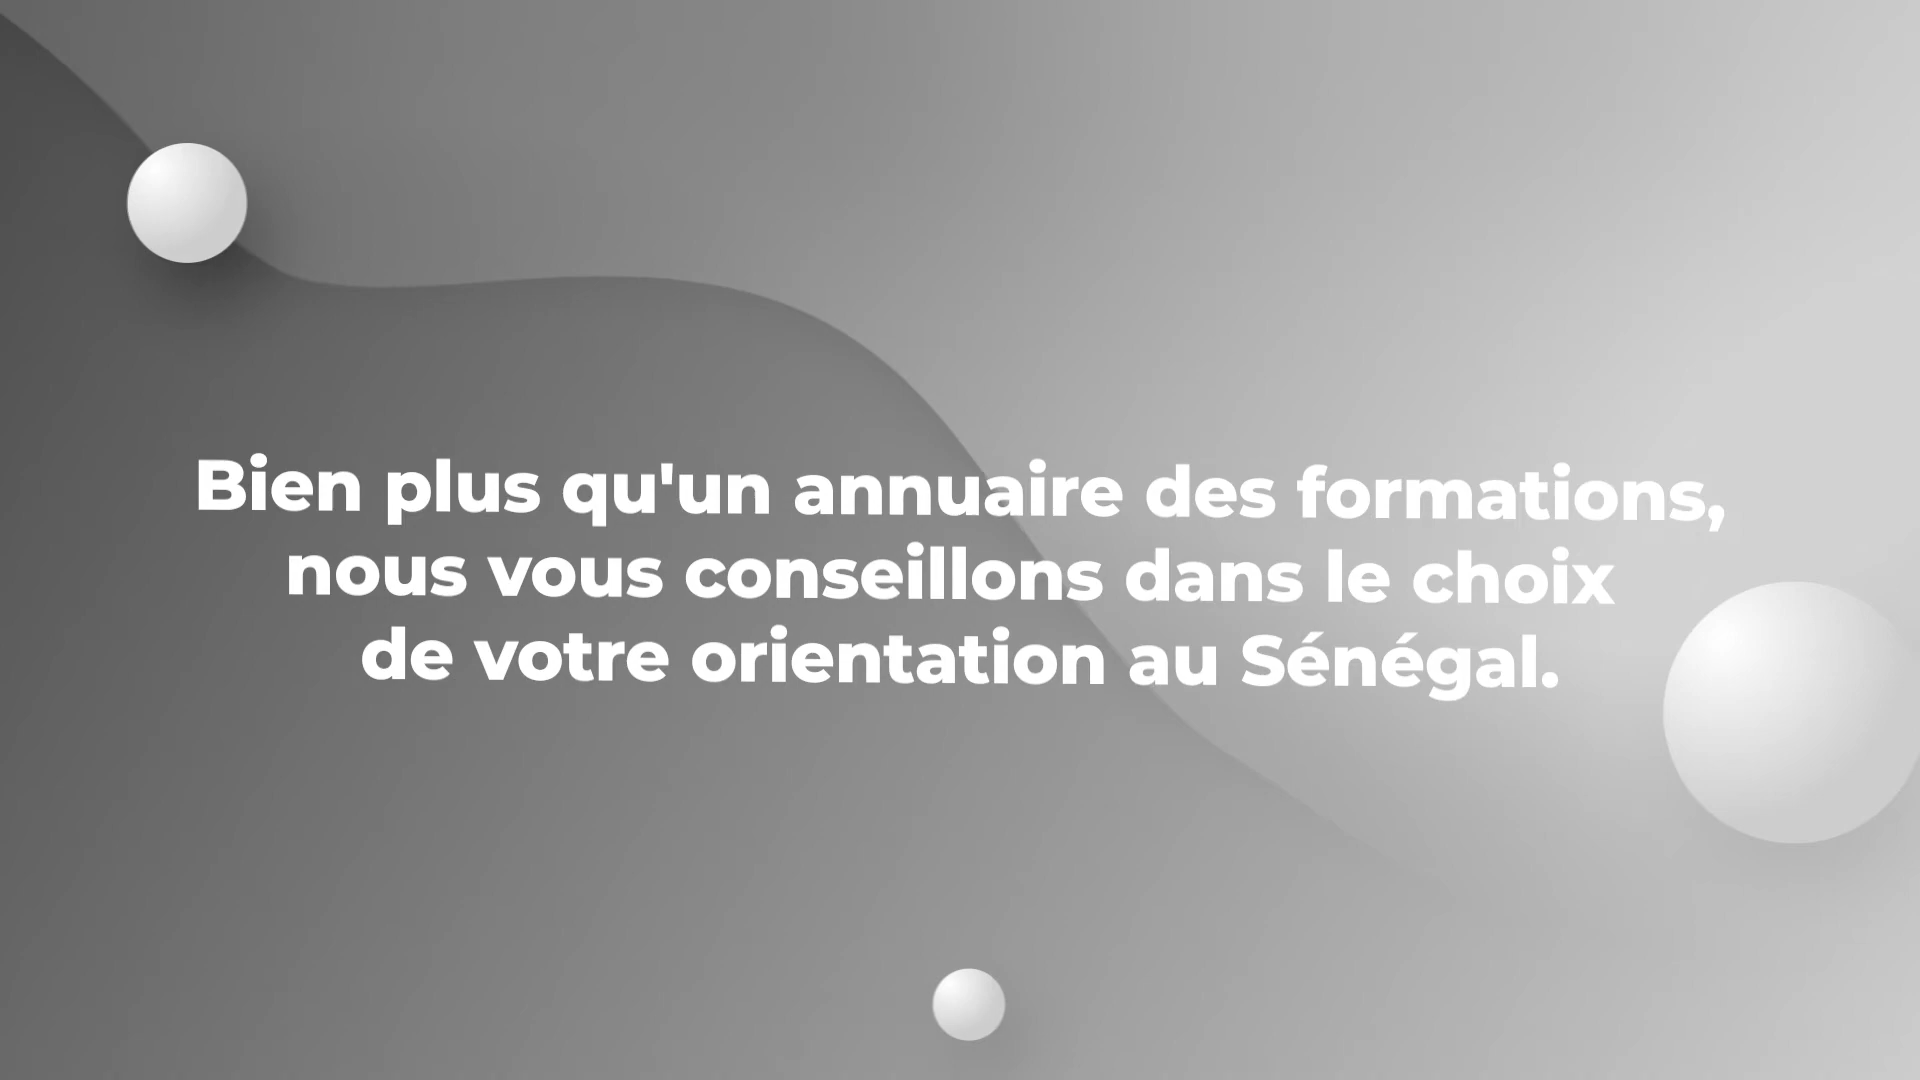 Bien plus qu'un annuaire des formations,
nous vous conseillons dans le choix
de votre orientation au Sénégal.